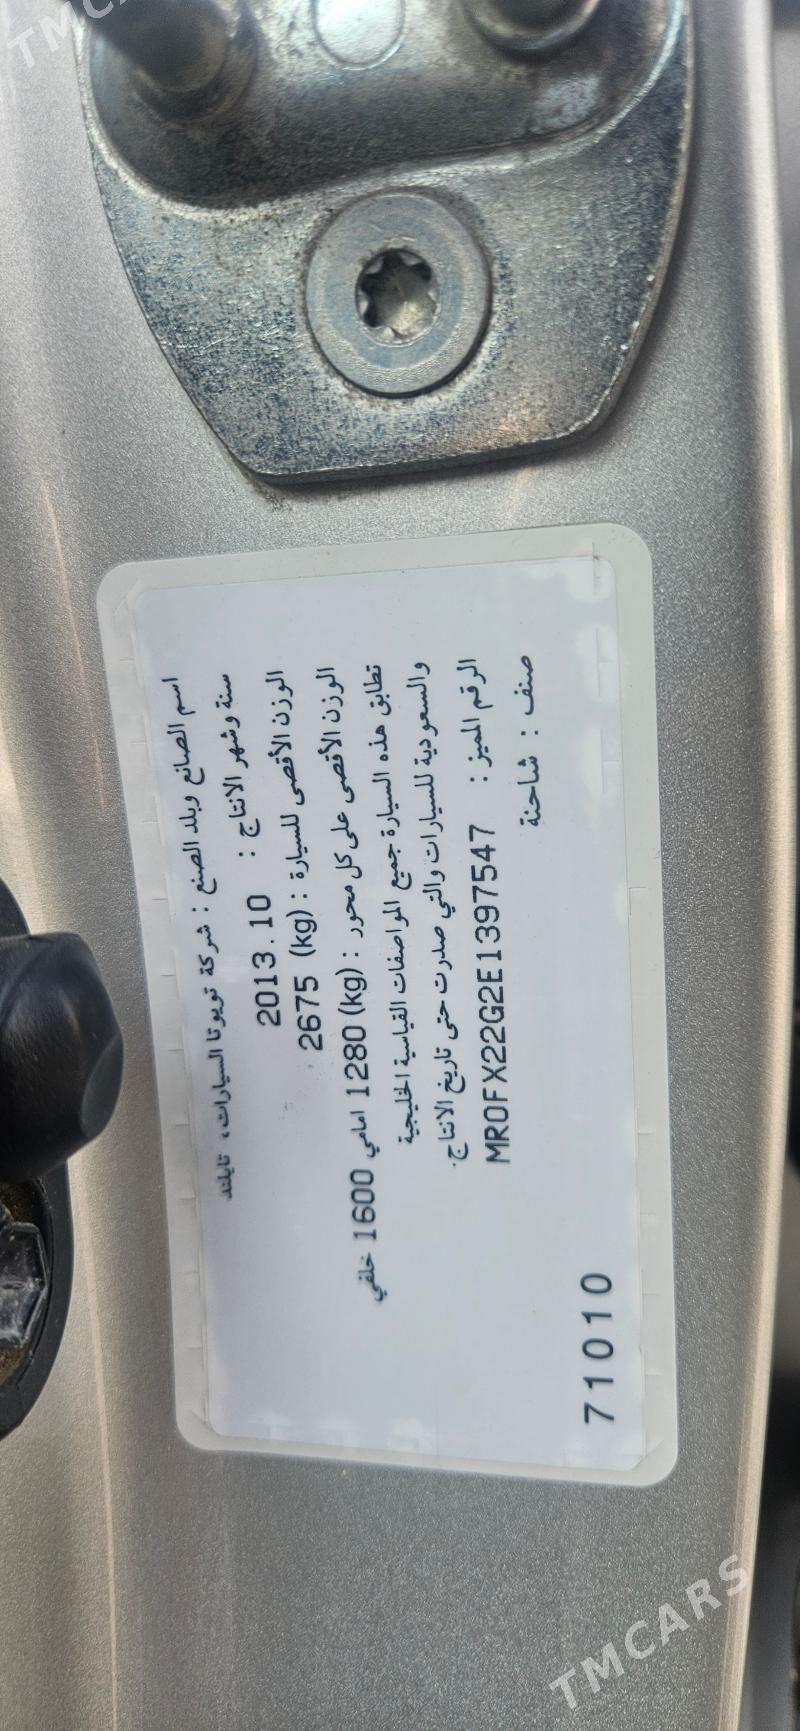 اسم الصانع وبلد الصنع : شركة تويوتا السيارات، تايلند
سنة وشهر الانتاج : 2013.10
الوزن الأقصى للسيارة : (kg) 2675
الوزن الأقصى على كل محور : (kg) 1280 امامي 1600 خلفي
تطابق هذه السيارة جميع المواصفات القياسية الخليجية
والسعودية للسيارات والتي صدرت حتى تاريخ الانتاج.
الرقم المميز : MR0FX22G2E1397547
صنف : شاحنة
71010
TMCARS
TMCARS